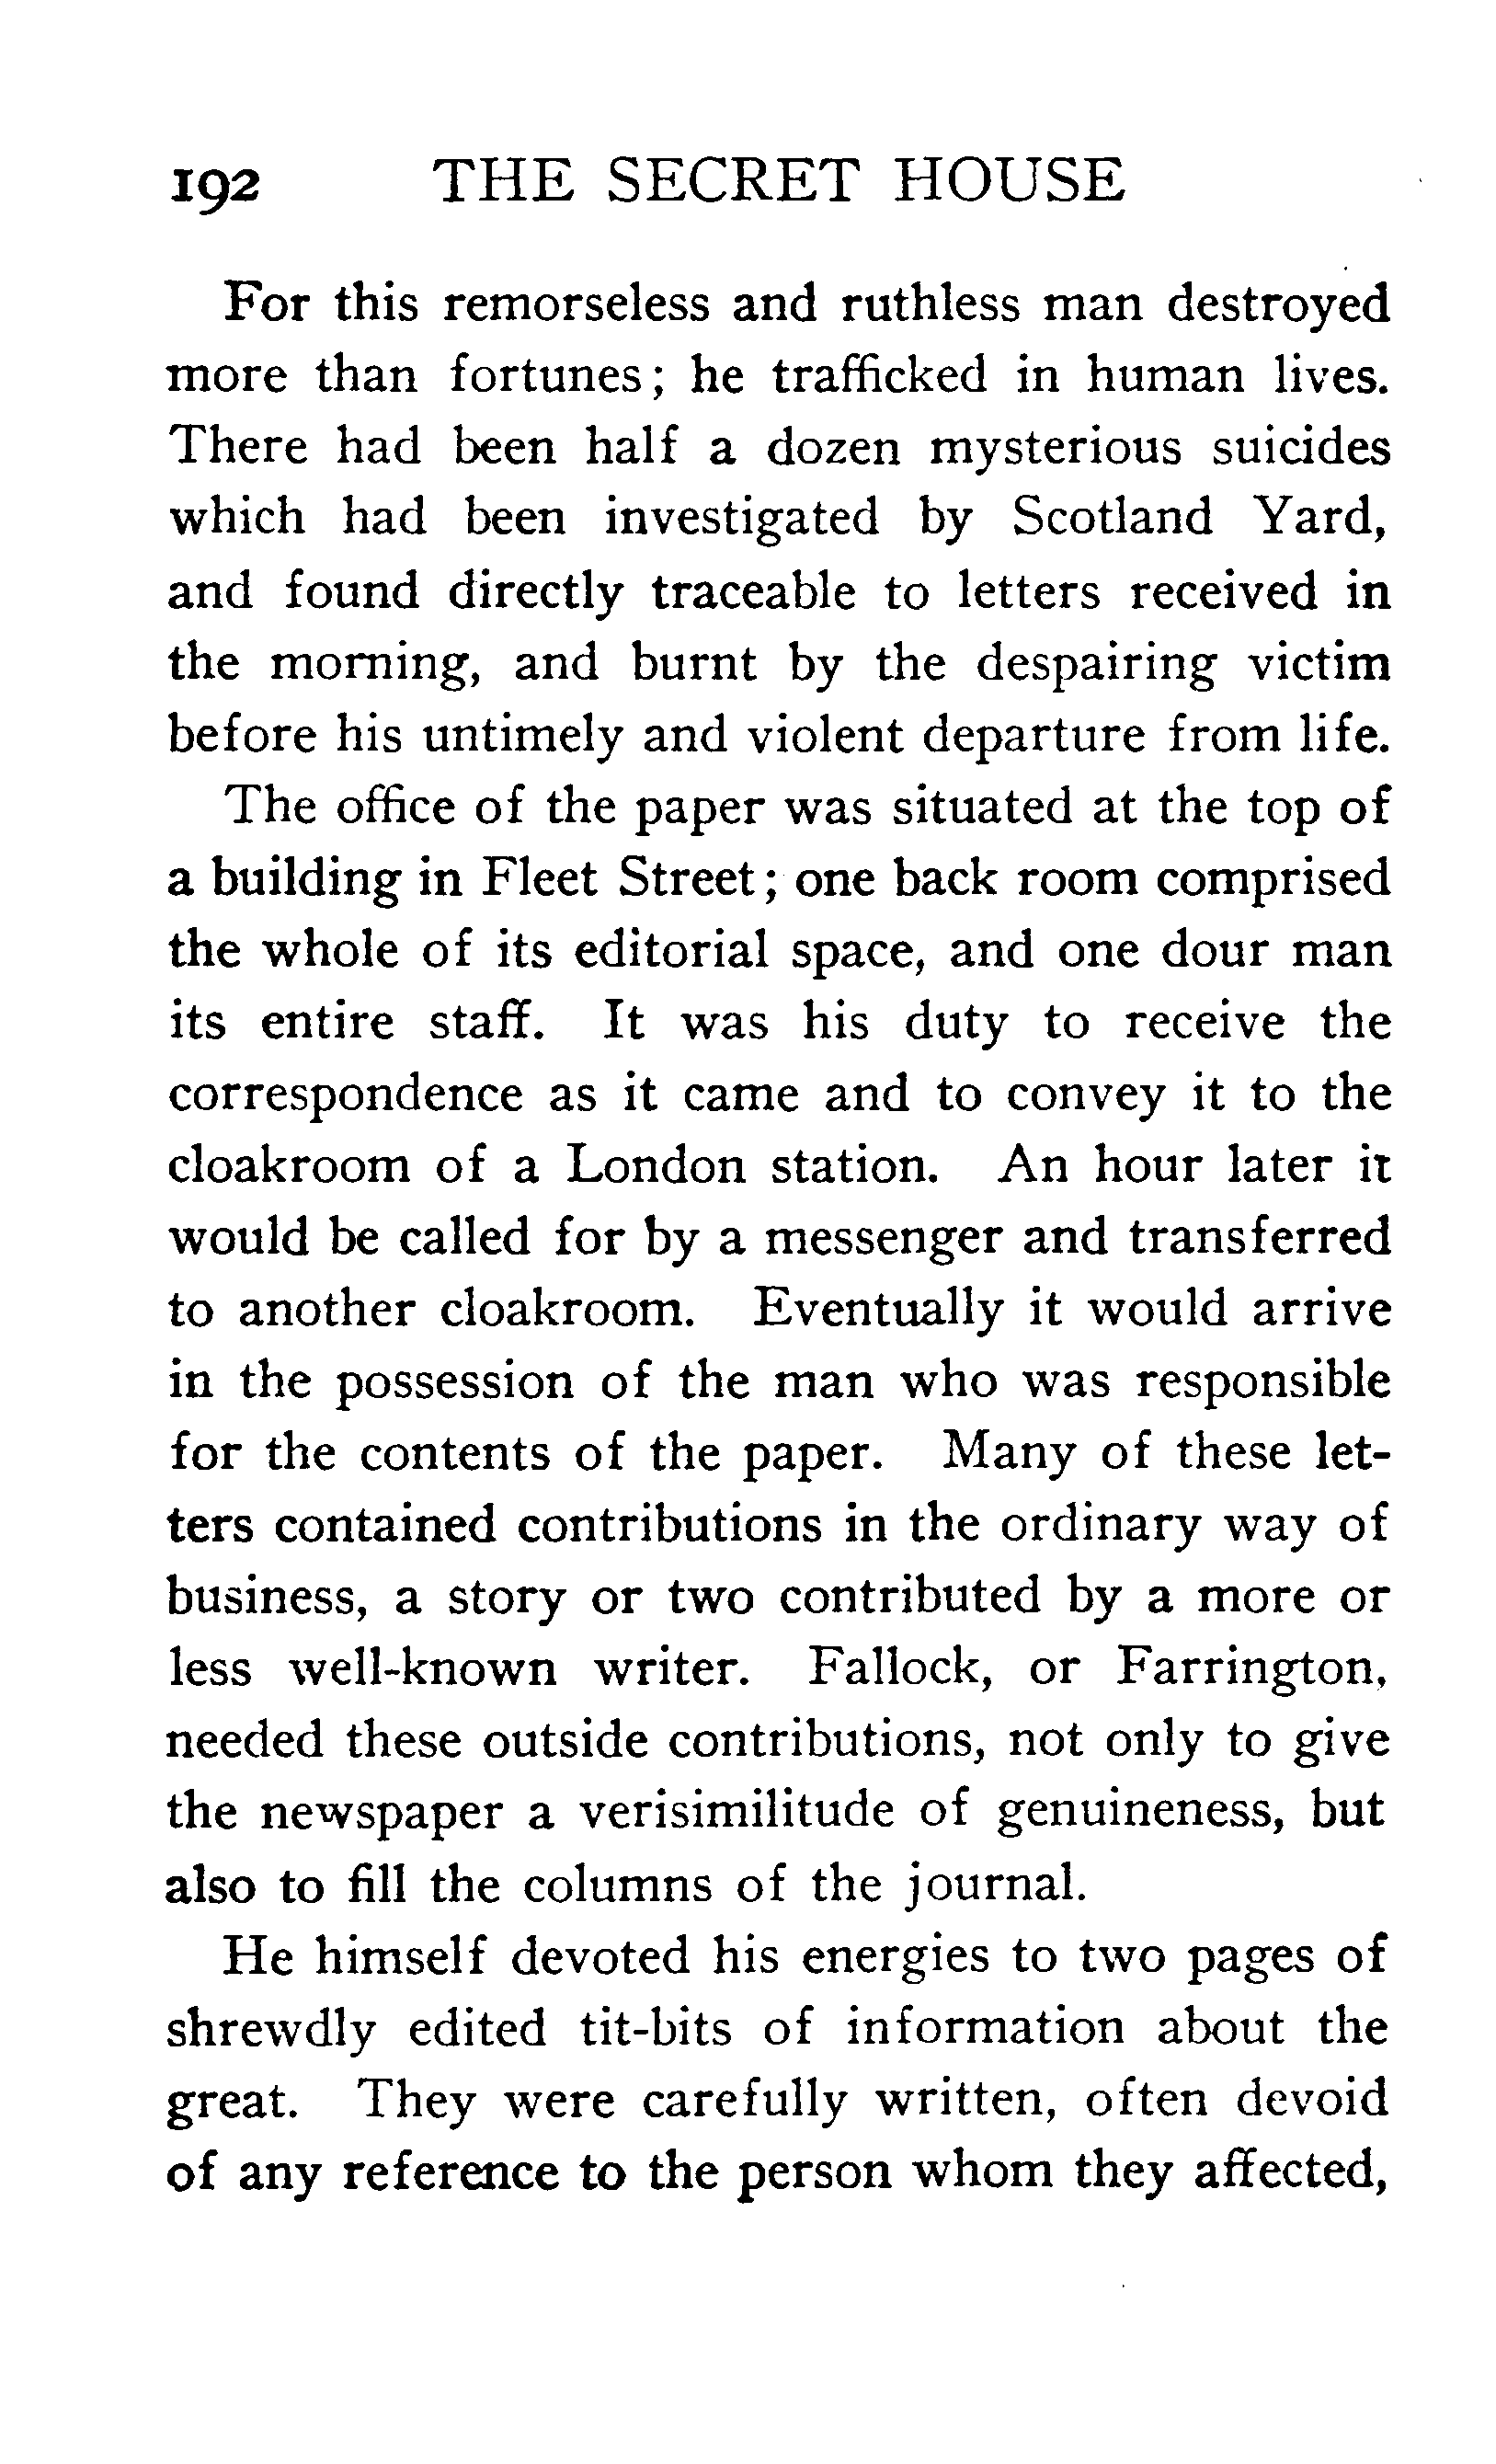 192 THE SECRET HOUSE
For this remorseless and ruthless man destroyed
more than fortunes; he trafficked in human lives.
There had been half a dozen mysterious suicides
which had been investigated by Scotland Yard,
and found directly traceable to letters received in
the morning, and burnt by the despairing victim
before his untimely and violent departure from life.
The office of the paper was situated at the top of
a building in Fleet Street; one back room comprised
the whole of its editorial space, and one dour man
its entire staff. It was his duty to receive the
correspondence as it came and to convey it to the
cloakroom of a London station. An hour later it
would be called for by a messenger and transferred
to another cloakroom. Eventually it would arrive
in the possession of the man who was responsible
for the contents of the paper. Many of these let-
ters contained contributions in the ordinary way of
business, a story or two contributed by a more or
less well-known writer. Fallock, or Farrington,
needed these outside contributions, not only to give
the newspaper a verisimilitude of genuineness, but
also to fill the columns of the journal.
He himself devoted his energies to two pages of
shrewdly edited tit-bits of information about the
great. They were carefully written, often devoid
of any reference to the person whom they affected,